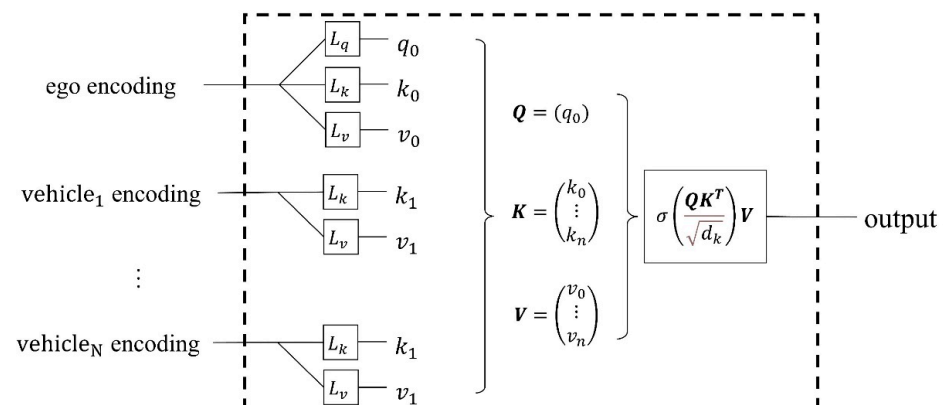 L_q q_0
ego encoding L_k k_0
L_v v_0
vehicle_1 encoding L_k k_1
L_v v_1
⋮
vehicle_N encoding L_k k_1
L_v v_1
Q = (q_0)
K = (k_0 ⋮ k_n)
V = (v_0 ⋮ v_n)
σ(QK^T / √d_k) V
output